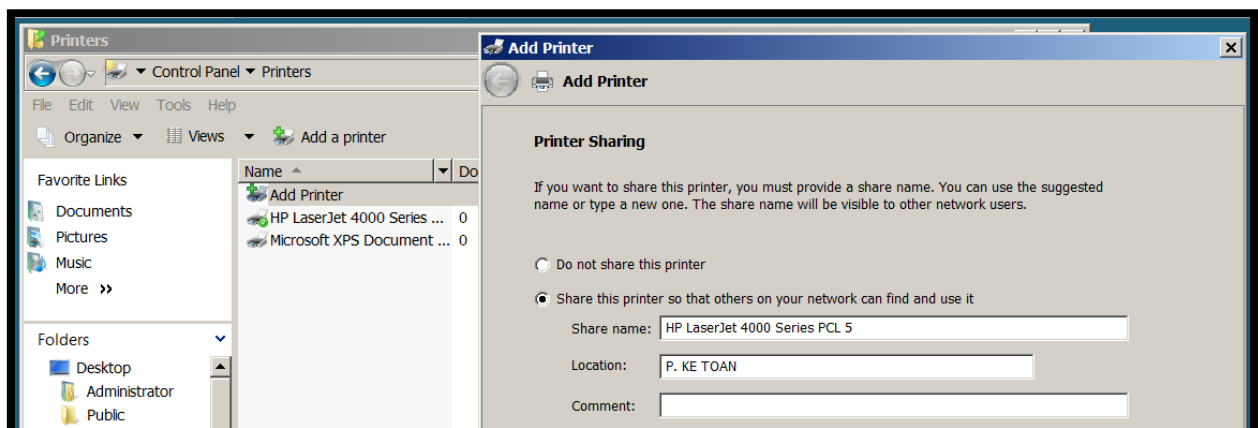 Printers
Control Panel Printers
File Edit View Tools Help
Organize Views Add a printer
Favorite Links
Documents
Pictures
Music
More
Folders
Desktop
Administrator
Public
Name Do
Add Printer
HP LaserJet 4000 Series ... 0
Microsoft XPS Document ... 0
Add Printer
Add Printer
Printer Sharing
If you want to share this printer, you must provide a share name. You can use the suggested
name or type a new one. The share name will be visible to other network users.
Do not share this printer
Share this printer so that others on your network can find and use it
Share name: HP LaserJet 4000 Series PCL 5
Location: P. KE TOAN
Comment: